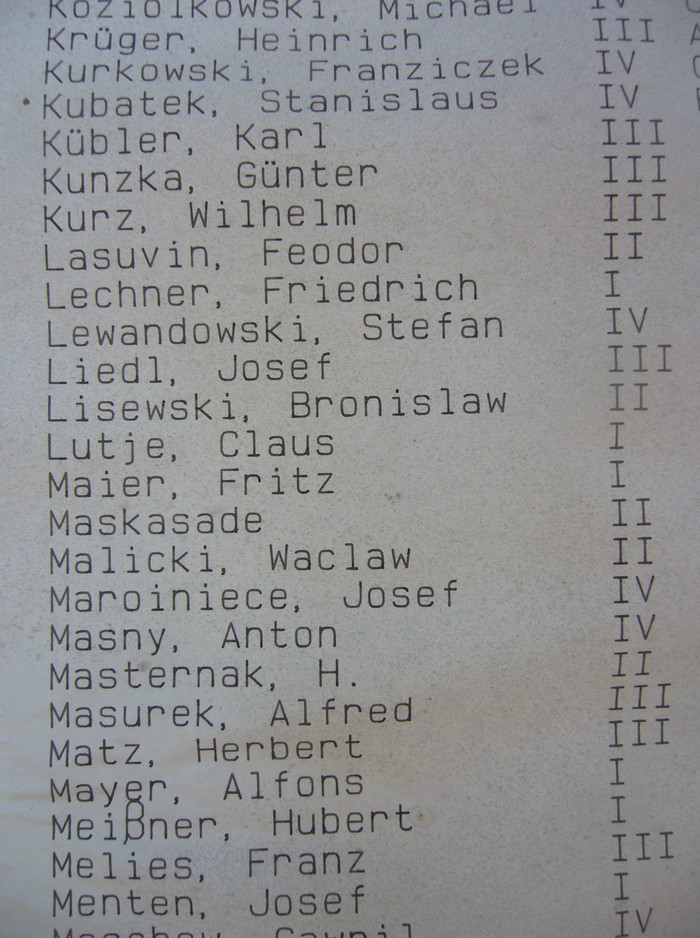 Koziolkowski, Michael IV
Krüger, Heinrich III
Kurkowski, Franziczek IV
Kubatek, Stanislaus IV
Kübler, Karl III
Kunzka, Günter III
Kurz, Wilhelm III
Lasuvin, Feodor II
Lechner, Friedrich I
Lewandowski, Stefan IV
Liedl, Josef III
Lisewski, Bronislaw II
Lutje, Claus I
Maier, Fritz I
Maskasade II
Malicki, Waclaw II
Maroiniece, Josef IV
Masny, Anton IV
Masternak, H. II
Masurek, Alfred III
Matz, Herbert III
Mayer, Alfons I
Meißner, Hubert I
Melies, Franz III
Menten, Josef I
IV